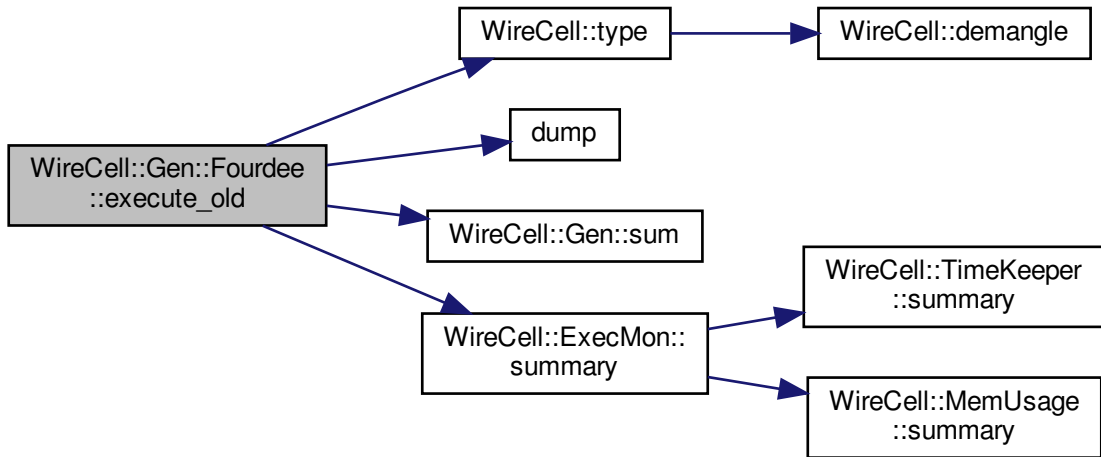 WireCell::type
WireCell::demangle
dump
WireCell::Gen::Fourdee
::execute_old
WireCell::Gen::sum
WireCell::TimeKeeper
::summary
WireCell::ExecMon::
summary
WireCell::MemUsage
::summary